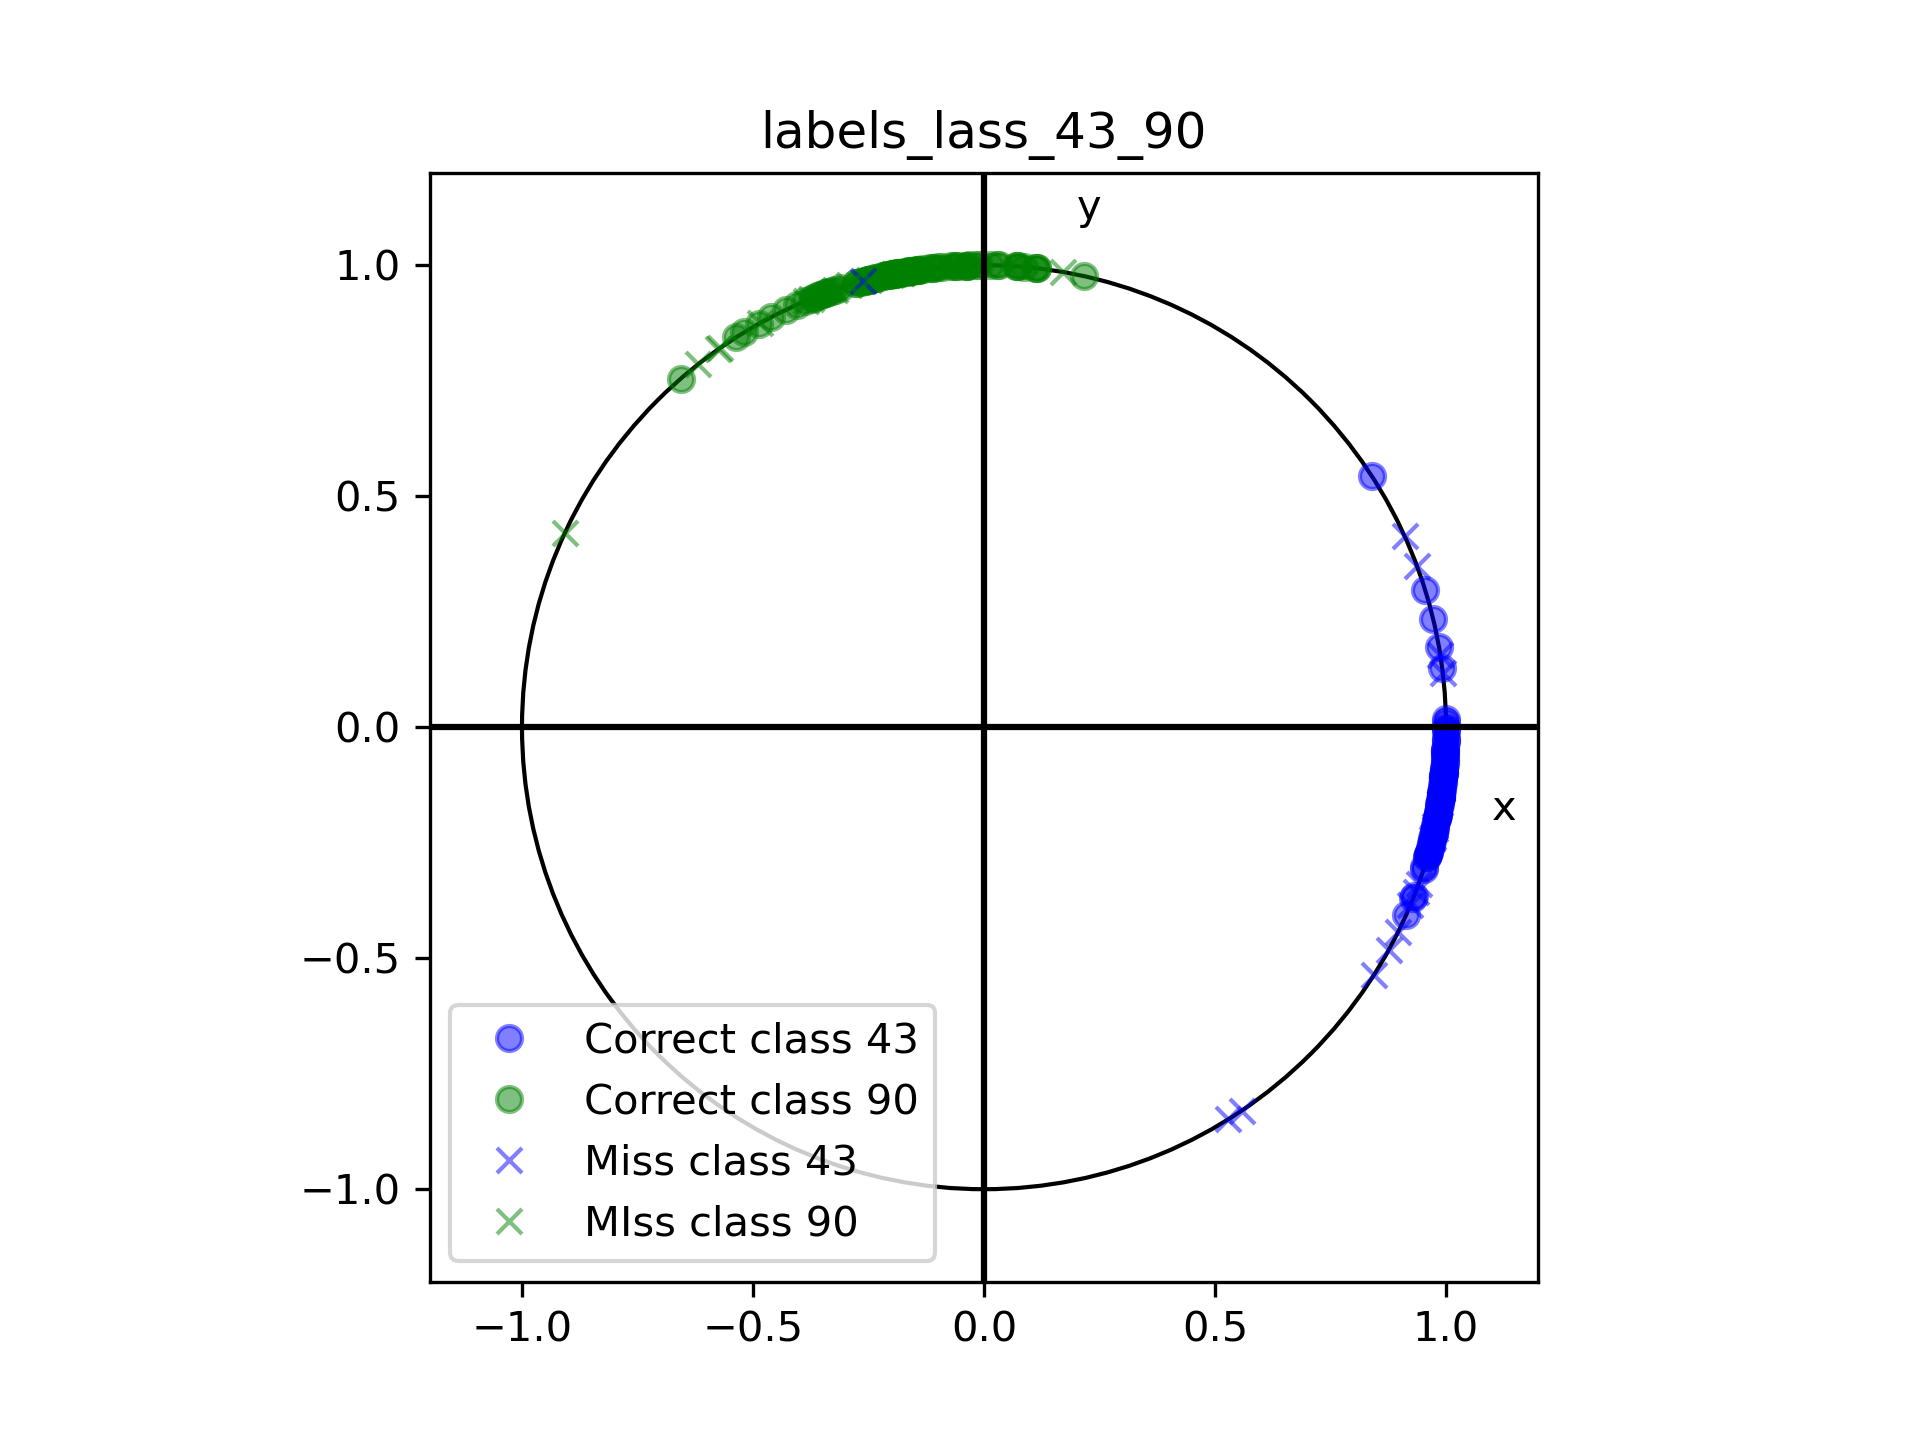 labels_lass_43_90
y
1.0
0.5
0.0
x
−0.5
−1.0
Correct class 43
Correct class 90
Miss class 43
MIss class 90
−1.0 −0.5 0.0 0.5 1.0